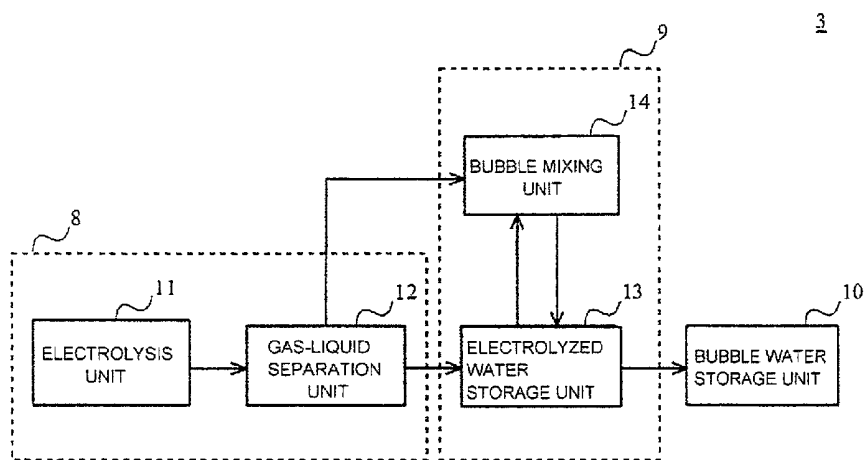 3
9
14
BUBBLE MIXING
UNIT
8
11
12
13
10
ELECTROLYSIS
UNIT
GAS-LIQUID
SEPARATION
UNIT
ELECTROLYZED
WATER
STORAGE UNIT
BUBBLE WATER
STORAGE UNIT